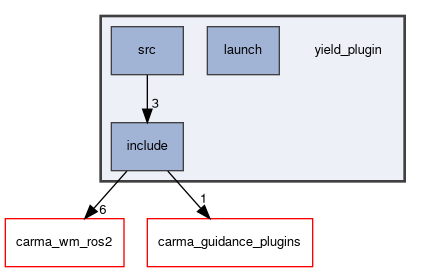 src
launch
yield_plugin
3
include
6
1
carma_wm_ros2
carma_guidance_plugins